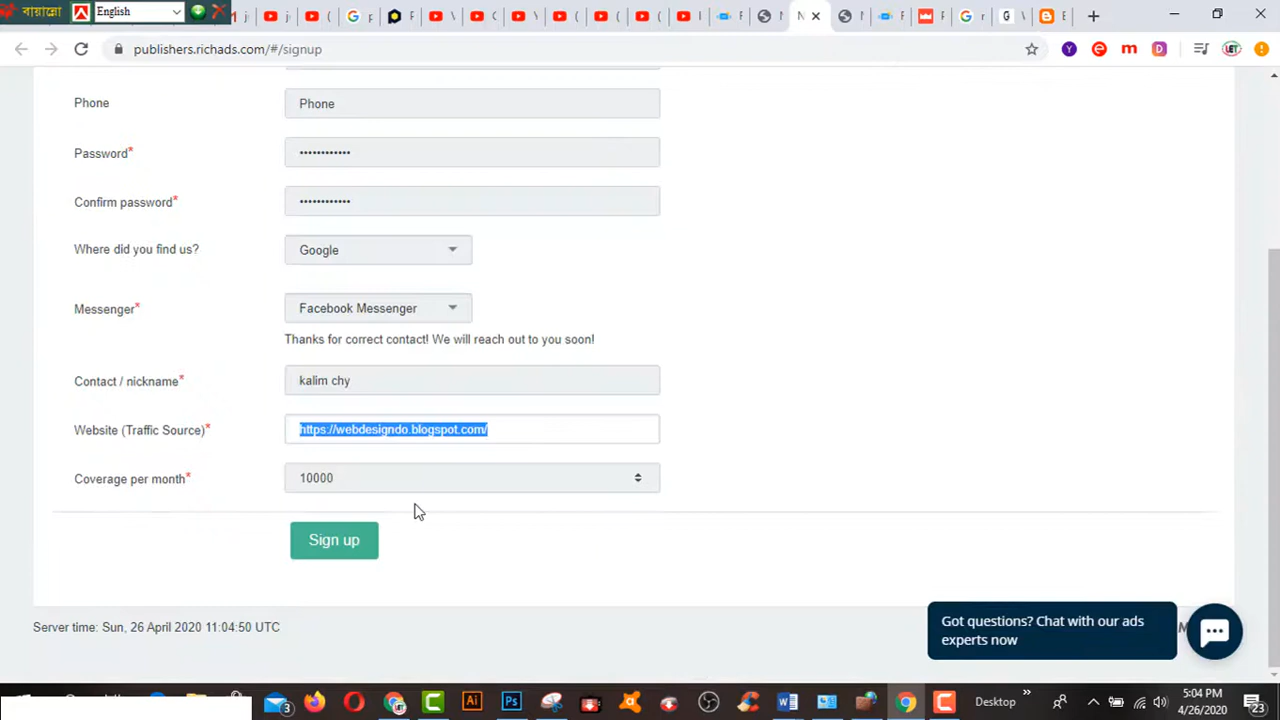 বায়ান্নো English
publishers.richads.com/#/signup
Phone Phone
Password* ••••••••••••
Confirm password* ••••••••••••
Where did you find us? Google
Messenger* Facebook Messenger
Thanks for correct contact! We will reach out to you soon!
Contact / nickname* kalim chy
Website (Traffic Source)* https://webdesigndo.blogspot.com/
Coverage per month* 10000
Sign up
Got questions? Chat with our ads
experts now
Server time: Sun, 26 April 2020 11:04:50 UTC
Desktop
5:04 PM
4/26/2020
3
23